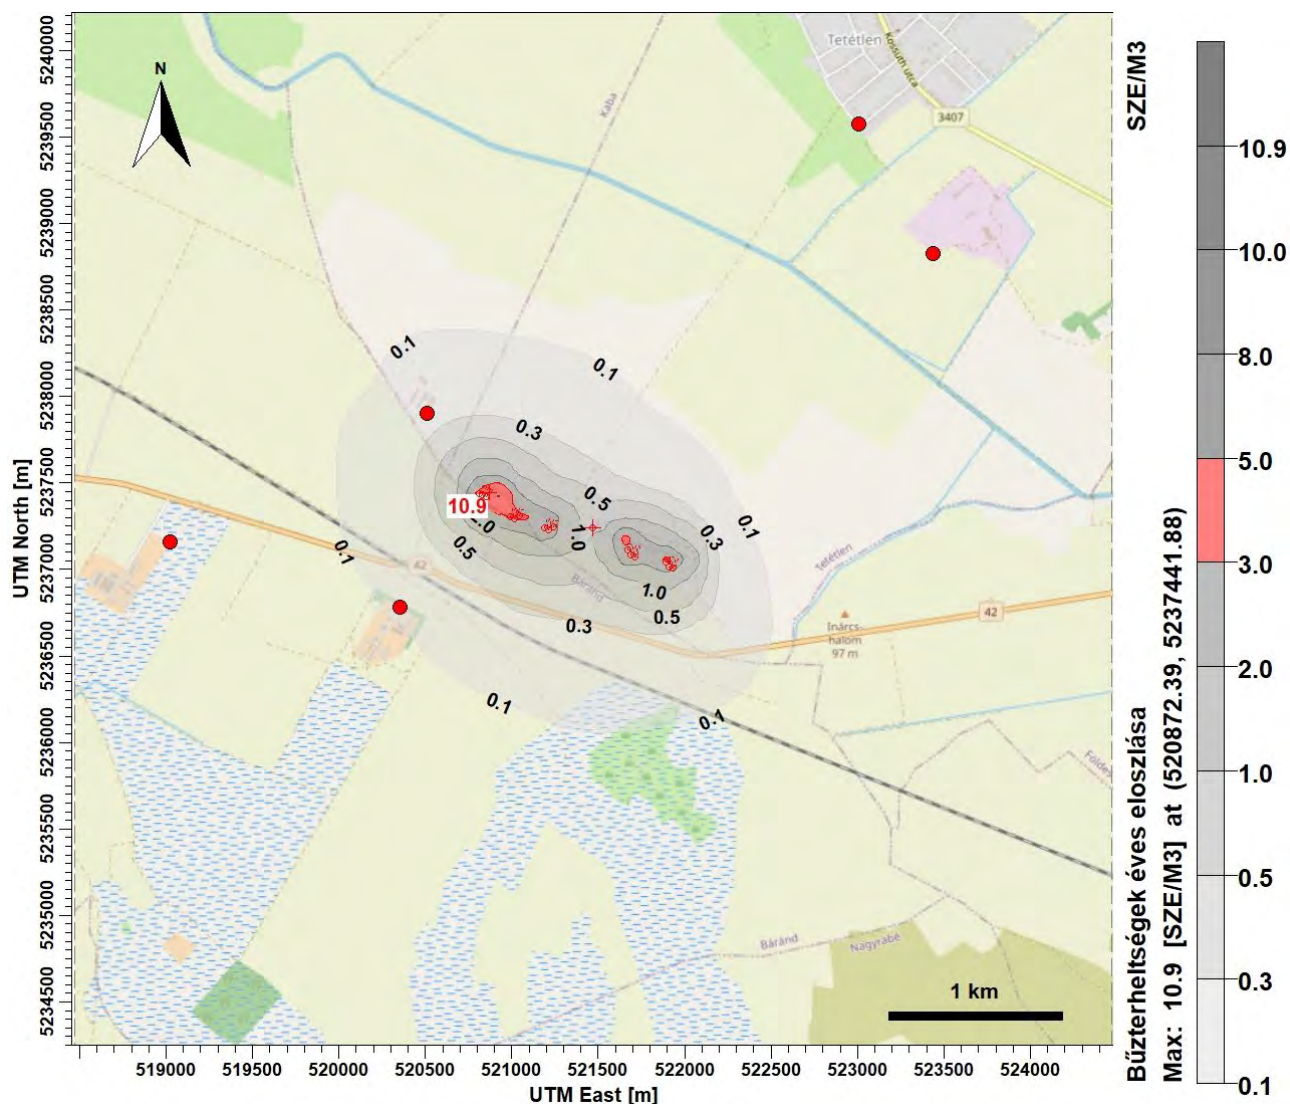 N
Tetétlen
Kossuth utca
3407
Kaba
0.1
0.1
0.3
0.5
10.9
1.0
0.5
1.0
0.3
0.1
0.1
42
Báránd
1.0
0.5
0.3
Tetétlen
42
Inárcs-
halom
97 m
0.1
0.1
Földes
Báránd
Nagyrábé
1 km
5240000
5239500
5239000
5238500
5238000
5237500
5237000
5236500
5236000
5235500
5235000
5234500
UTM North [m]
519000
519500
520000
520500
521000
521500
522000
522500
523000
523500
524000
UTM East [m]
SZE/M3
Bűzterheltségek éves eloszlása
Max: 10.9 [SZE/M3] at (520872.39, 5237441.88)
10.9
10.0
8.0
5.0
3.0
2.0
1.0
0.5
0.3
0.1